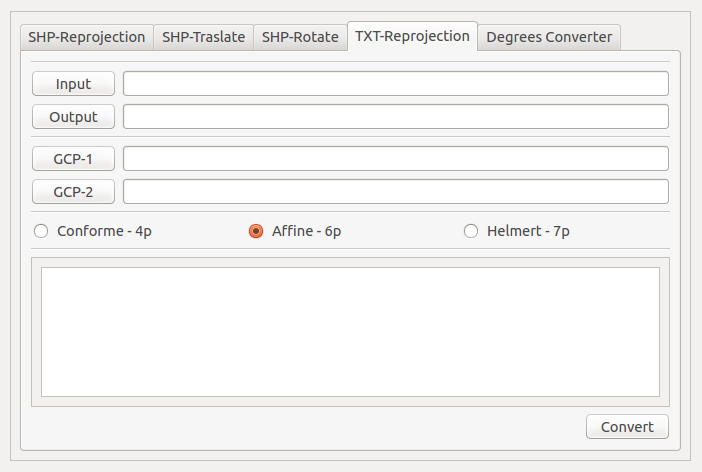 SHP-Reprojection SHP-Traslate SHP-Rotate TXT-Reprojection Degrees Converter
Input
Output
GCP-1
GCP-2
Conforme - 4p Affine - 6p Helmert - 7p
Convert